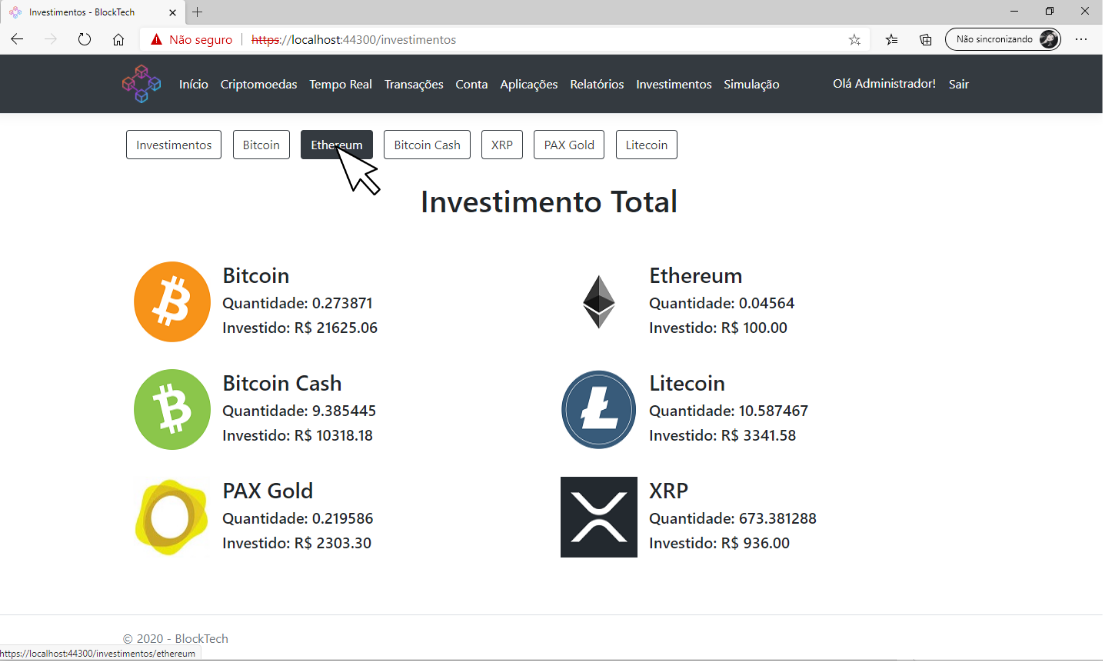 Investimentos - BlockTech
Não seguro https://localhost:44300/investimentos Não sincronizando
Início Criptomoedas Tempo Real Transações Conta Aplicações Relatórios Investimentos Simulação Olá Administrador! Sair
Investimentos Bitcoin Ethereum Bitcoin Cash XRP PAX Gold Litecoin
Investimento Total
Bitcoin
Quantidade: 0.273871
Investido: R$ 21625.06
Ethereum
Quantidade: 0.04564
Investido: R$ 100.00
Bitcoin Cash
Quantidade: 9.385445
Investido: R$ 10318.18
Litecoin
Quantidade: 10.587467
Investido: R$ 3341.58
PAX Gold
Quantidade: 0.219586
Investido: R$ 2303.30
XRP
Quantidade: 673.381288
Investido: R$ 936.00
© 2020 - BlockTech
https://localhost:44300/investimentos/ethereum